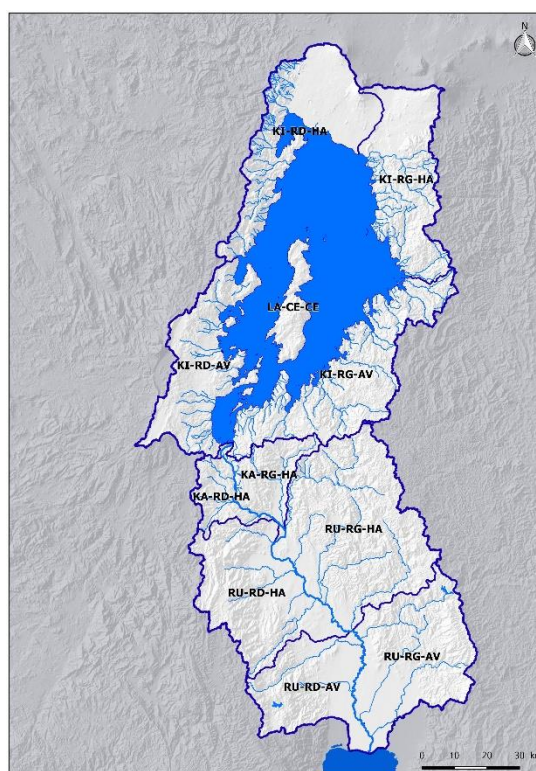 N
KI-RD-HA
KI-RG-HA
LA-CE-CE
KI-RD-AV
KI-RG-AV
KA-RG-HA
KA-RD-HA
RU-RG-HA
RU-RD-HA
RU-RG-AV
RU-RD-AV
0 10 20 30 km